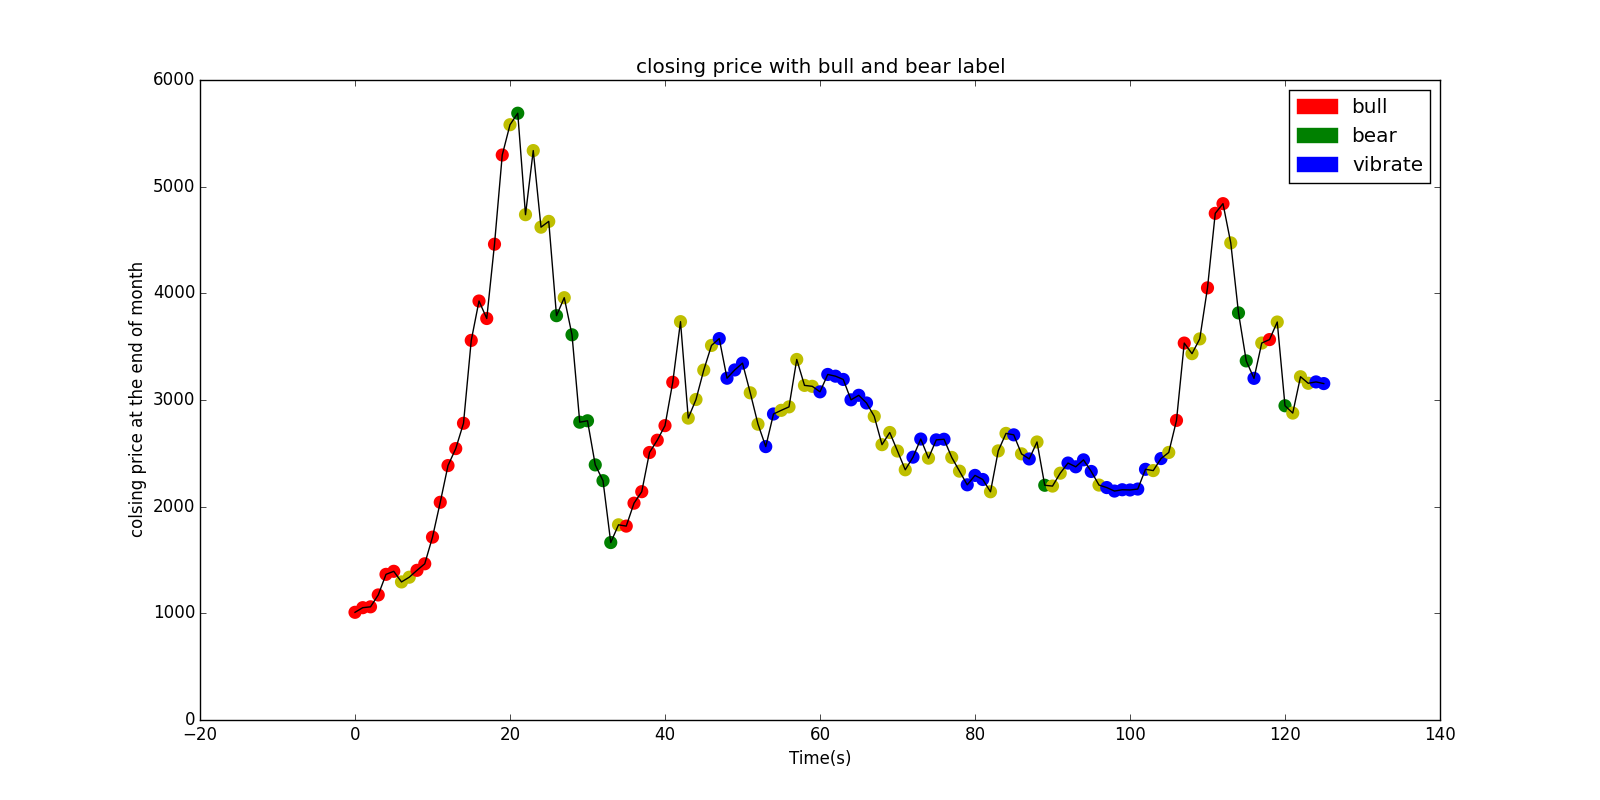 closing price with bull and bear label
6000
5000
4000
3000
2000
1000
0
colsing price at the end of month
bull
bear
vibrate
−20 0 20 40 60 80 100 120 140
Time(s)